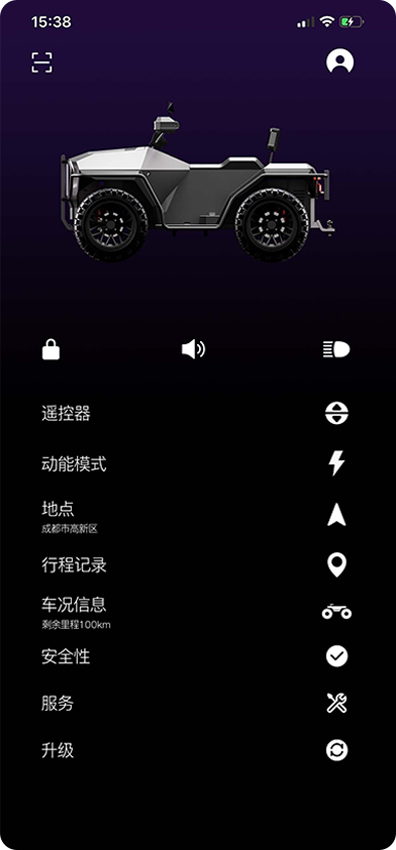 15:38
遥控器
动能模式
地点
成都市高新区
行程记录
车况信息
剩余里程100km
安全性
服务
升级